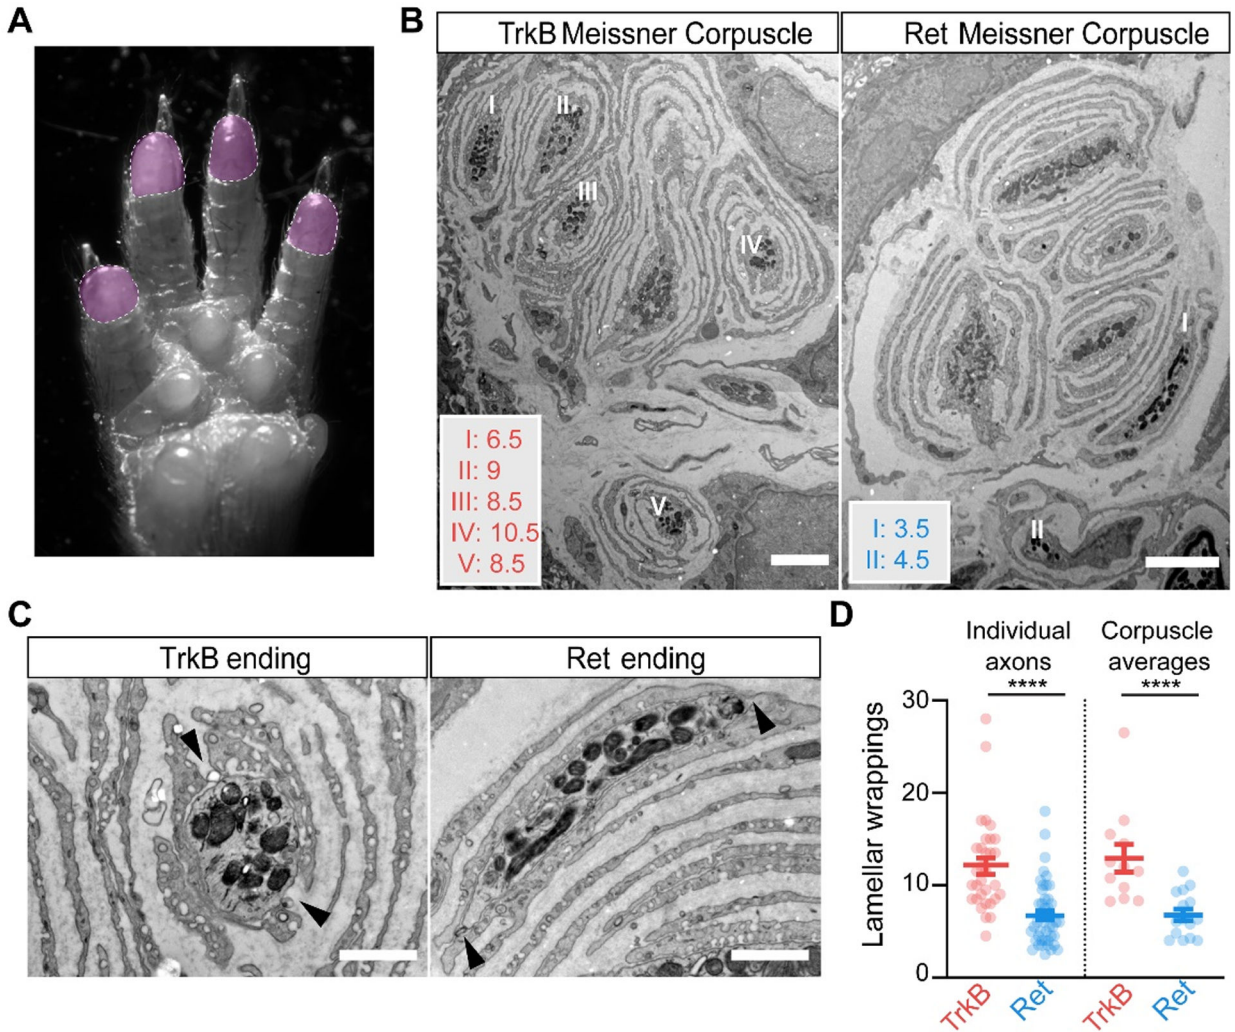 A
B
TrkB Meissner Corpuscle
Ret Meissner Corpuscle
I
II
III
IV
V
I: 6.5
II: 9
III: 8.5
IV: 10.5
V: 8.5
I
II
I: 3.5
II: 4.5
C
TrkB ending
Ret ending
D
Individual
axons
Corpuscle
averages
****
****
Lamellar wrappings
30
20
10
0
TrkB
Ret
TrkB
Ret